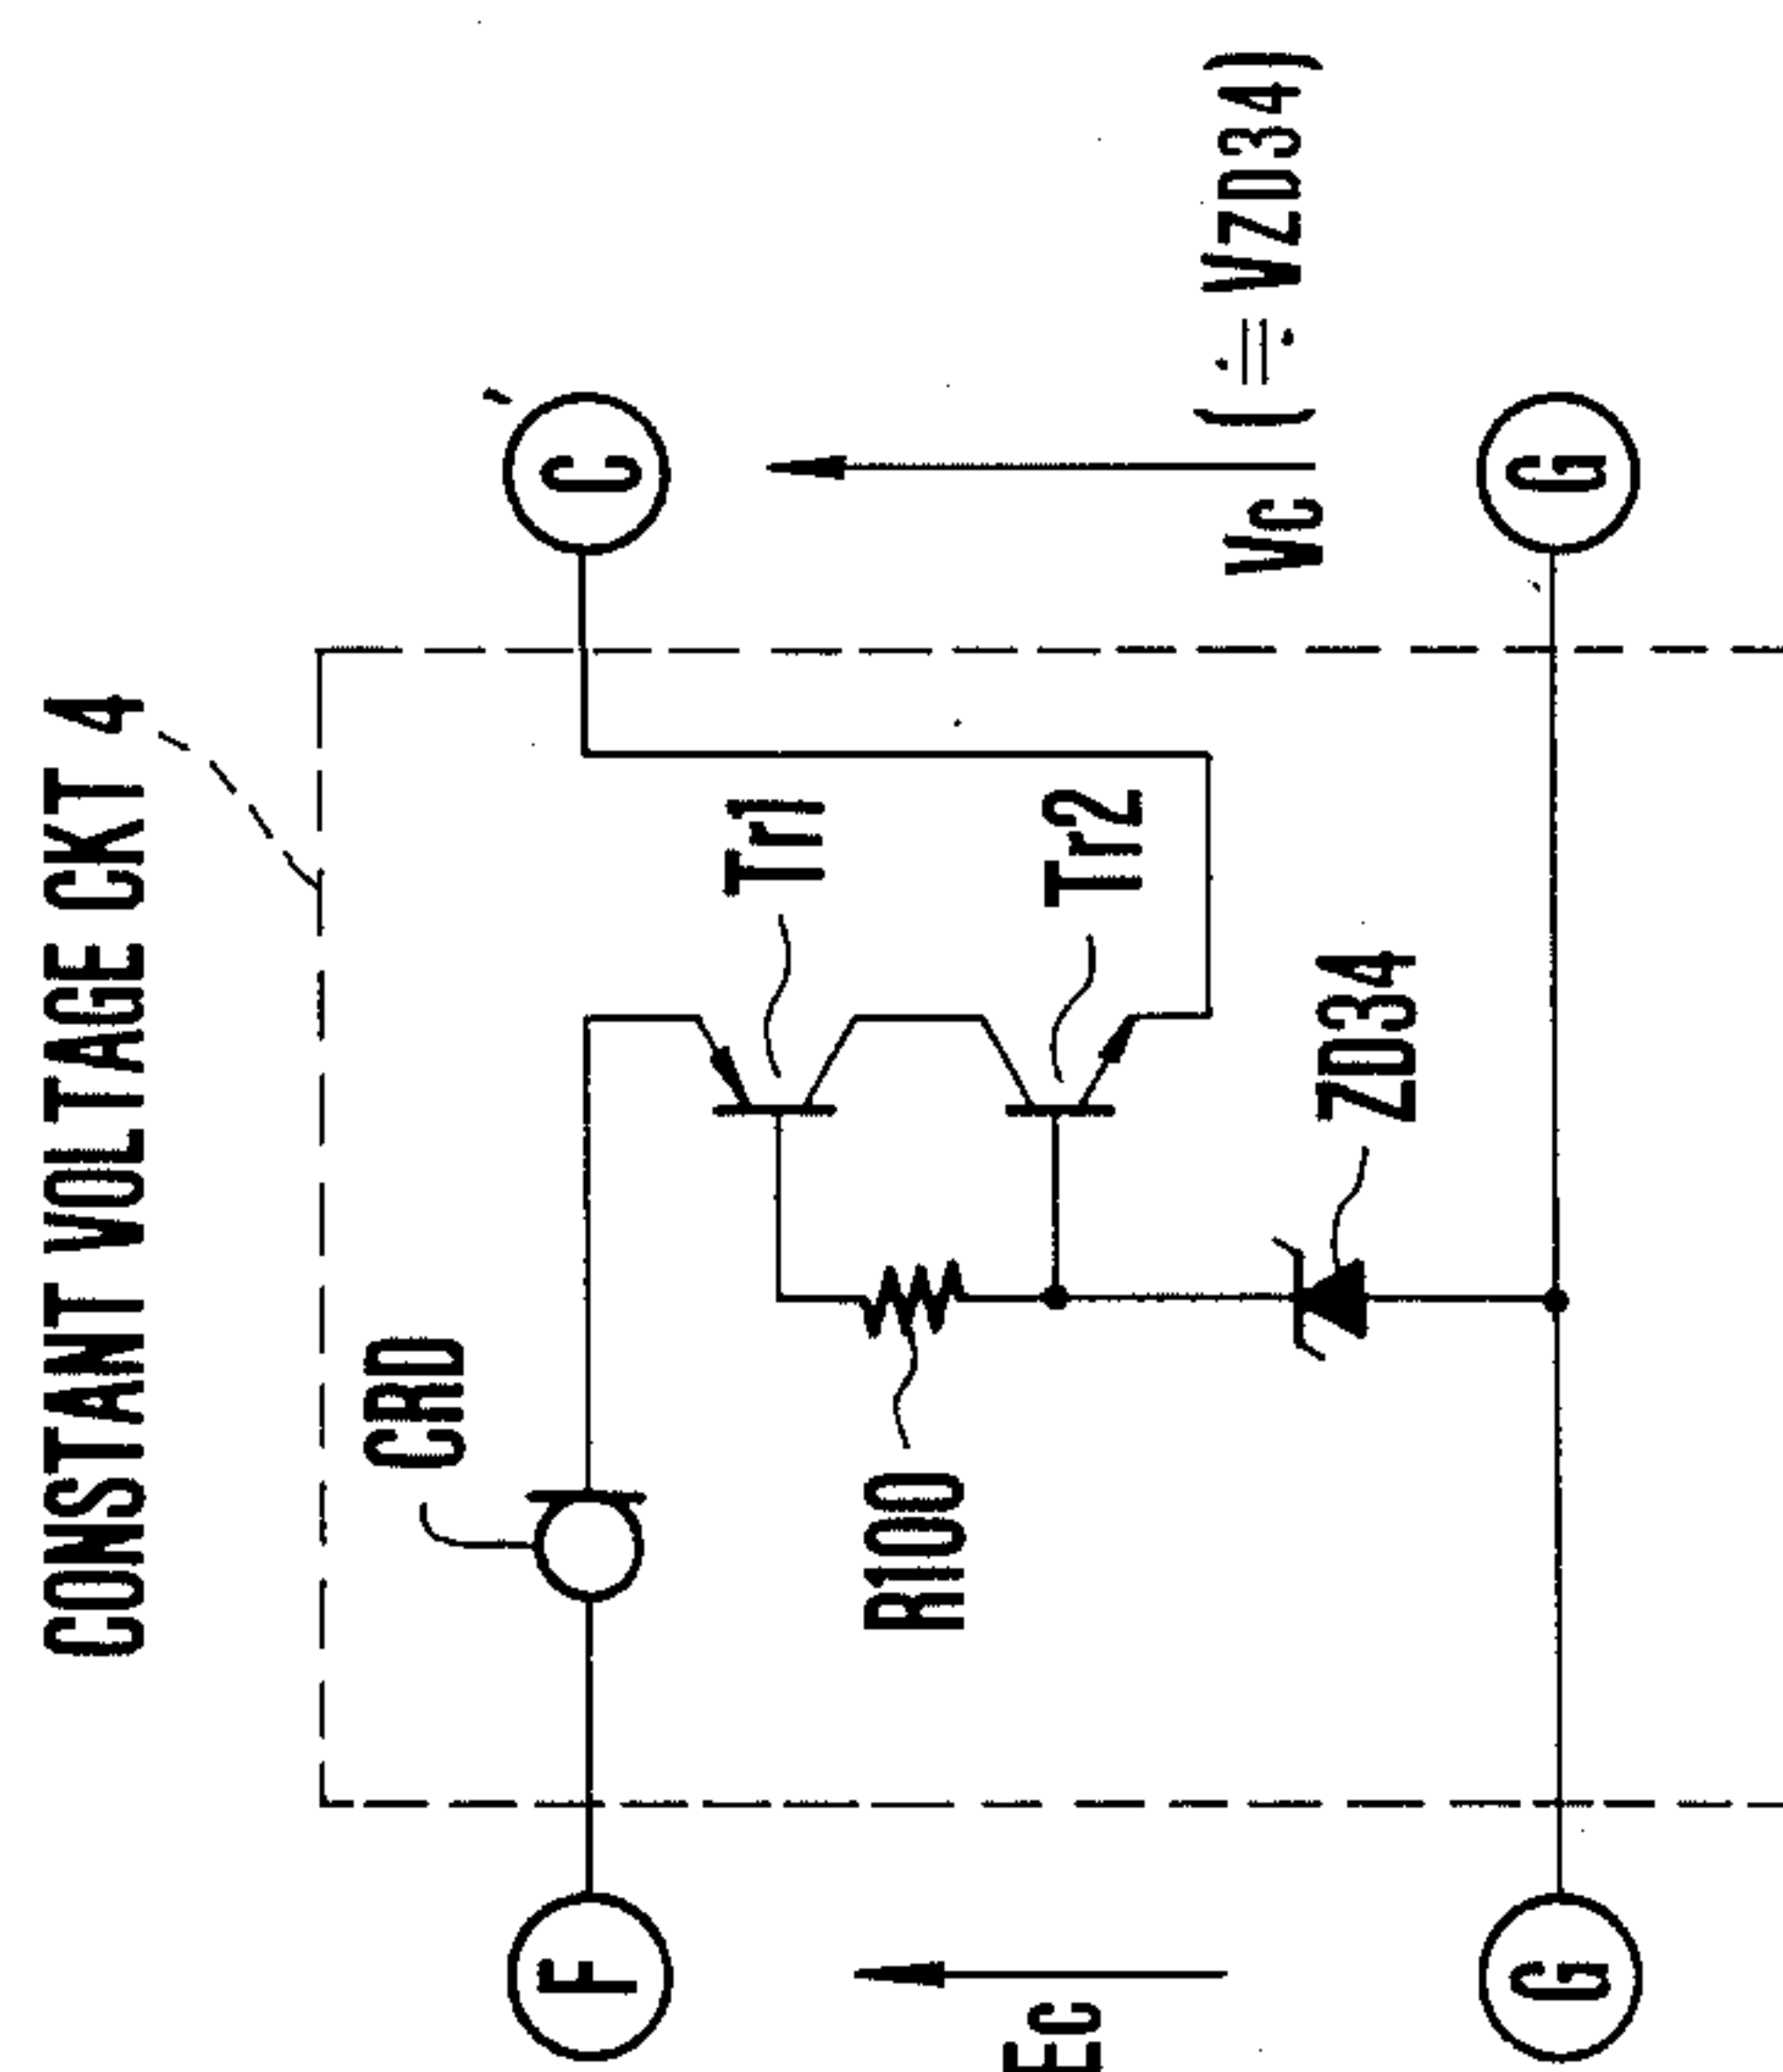 CONSTANT VOLTAGE CKT 4
F
CRD
C
Tr1
R100
Tr2
Ec
Vc (≒VZD34)
ZD34
G
G